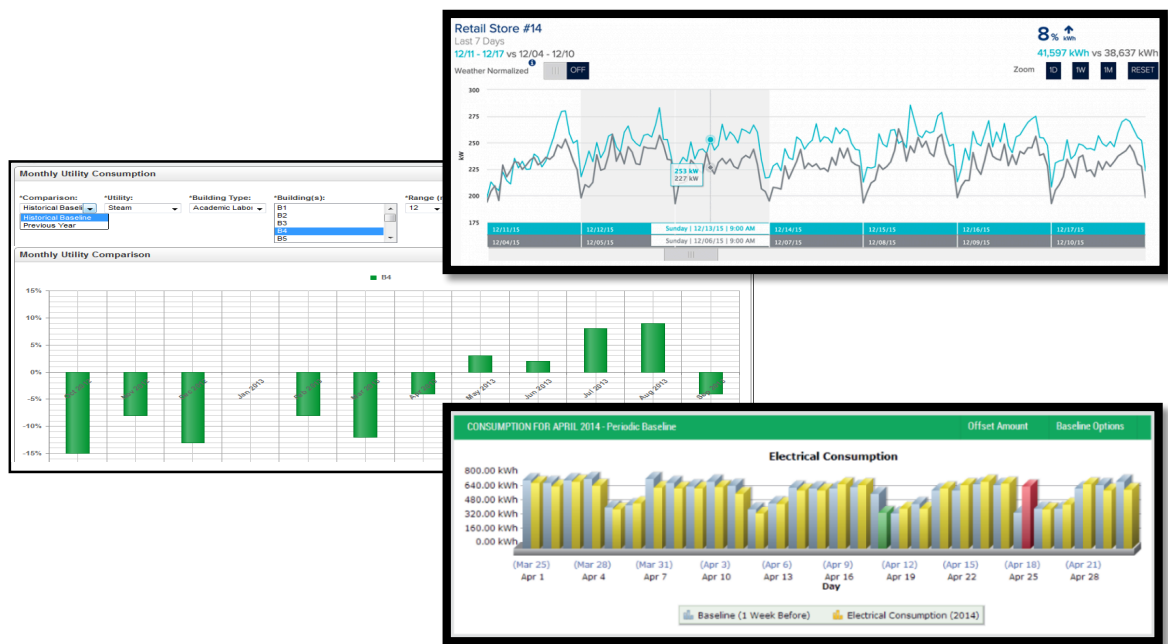 Retail Store #14
Last 7 Days
12/11 - 12/17 vs 12/04 - 12/10
Weather Normalized i OFF
8% kWh
41,597 kWh vs 38,637 kWh
Zoom 1D 1W 1M RESET
300
275
250
225
200
175
kW
253 kW
227 kW
12/11/15 12/12/15 Sunday | 12/13/15 | 9:00 AM 12/14/15 12/15/15 12/16/15 12/17/15
12/04/15 12/05/15 Sunday | 12/06/15 | 9:00 AM 12/07/15 12/08/15 12/09/15 12/10/15
Monthly Utility Consumption
*Comparison: *Utility: *Building Type: *Building(s): *Range
Historical Baseli Steam Academic Labor B1 12
Historical Baseline B2
Previous Year B3
B4
B5
Monthly Utility Comparison
B4
15%
10%
5%
0%
-5%
-10%
-15%
Jan 2013 May 2013 Jun 2013 Jul 2013 Aug 2013
CONSUMPTION FOR APRIL 2014 - Periodic Baseline Offset Amount Baseline Options
Electrical Consumption
800.00 kWh
640.00 kWh
480.00 kWh
320.00 kWh
160.00 kWh
0.00 kWh
(Mar 25) (Mar 28) (Mar 31) (Apr 3) (Apr 6) (Apr 9) (Apr 12) (Apr 15) (Apr 18) (Apr 21)
Apr 1 Apr 4 Apr 7 Apr 10 Apr 13 Apr 16 Apr 19 Apr 22 Apr 25 Apr 28
Day
Baseline (1 Week Before) Electrical Consumption (2014)